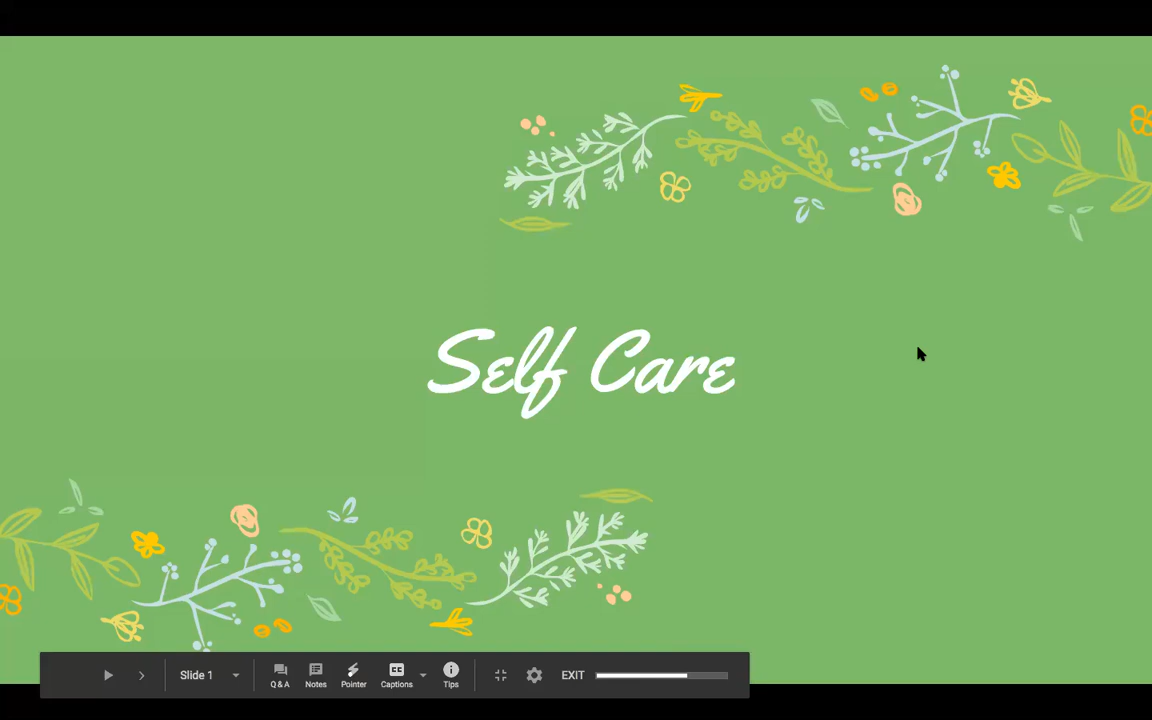 Self Care
Slide 1
Q & A
Notes
Pointer
Captions
Tips
EXIT